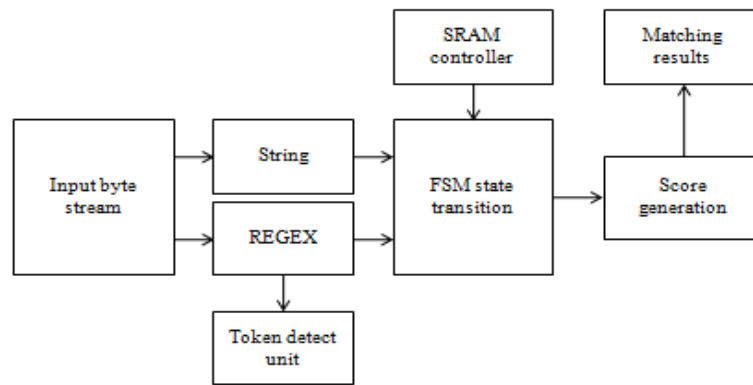 SRAM
controller
Matching
results
Input byte
stream
String
REGEX
FSM state
transition
Score
generation
Token detect
unit